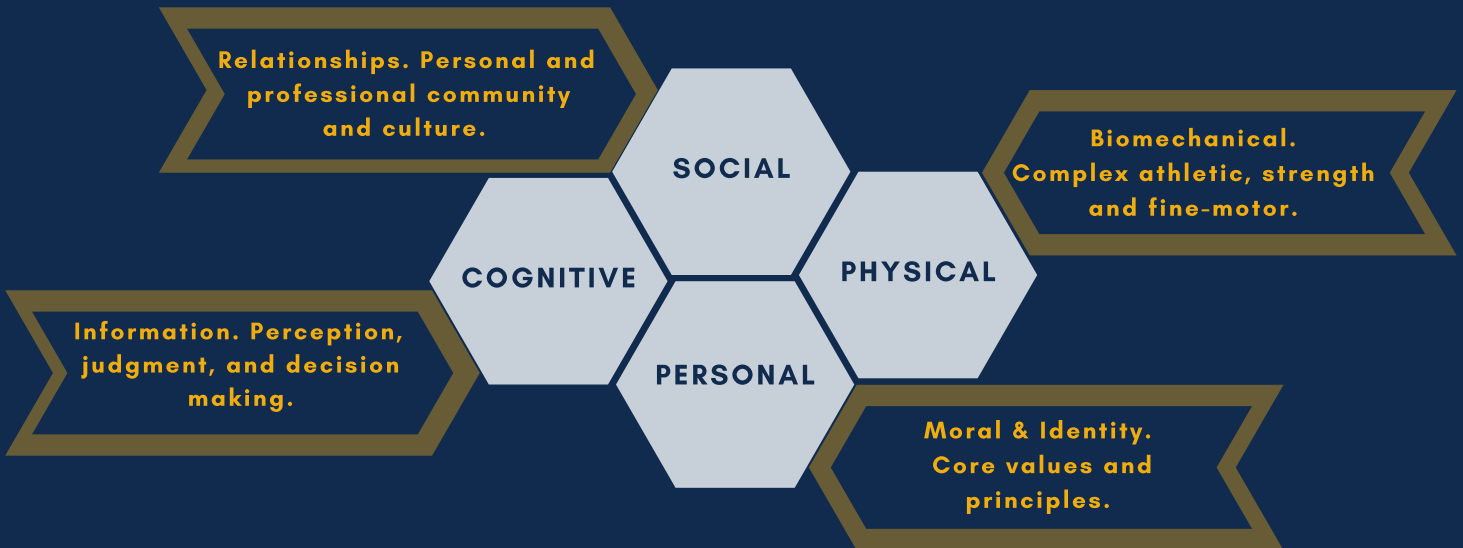 Relationships. Personal and
professional community
and culture.
SOCIAL
Biomechanical.
Complex athletic, strength
and fine-motor.
PHYSICAL
COGNITIVE
Information. Perception,
judgment, and decision
making.
PERSONAL
Moral & Identity.
Core values and
principles.